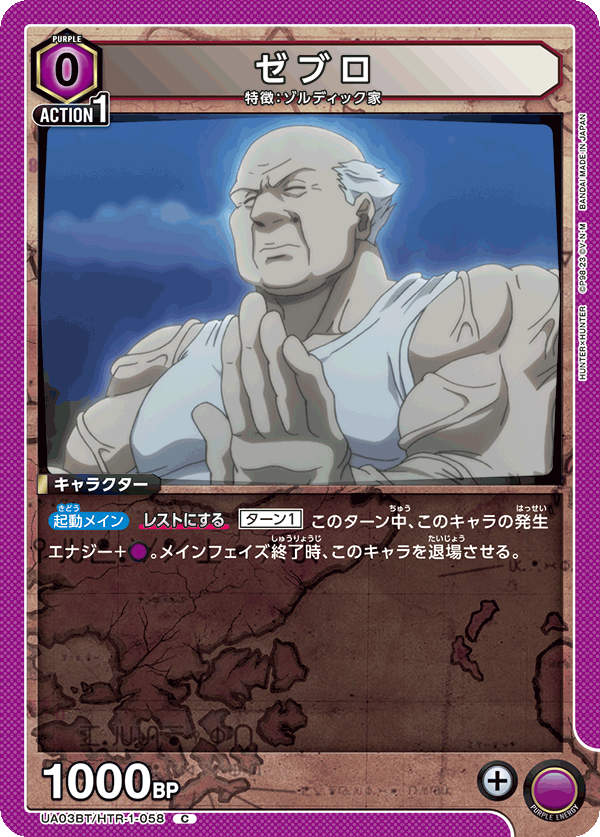 PURPLE
0
ACTION 1
ゼブロ
特徴:ゾルディック家
HUNTER×HUNTER ©P98-23 ©V·N·M BANDAI MADE IN JAPAN
キャラクター
起動メイン レストにする ターン1 このターン中、このキャラの発生
エナジー+。メインフェイズ終了時、このキャラを退場させる。
1000BP
+
PURPLE ENERGY
UA03BT/HTR-1-058 C